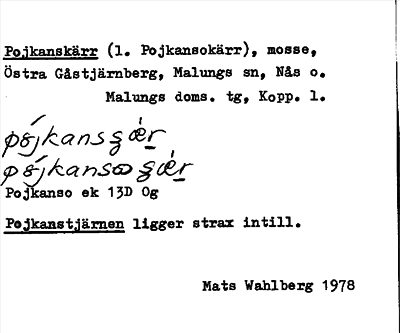 Pojkanskärr (l. Pojkansokärr), mosse,
Östra Gåstjärnberg, Malungs sn, Nås o.
Malungs doms. tg, Kopp. l.
Pojkanso ek 13D 0g
Pojkanstjärnen ligger strax intill.
Mats Wahlberg 1978